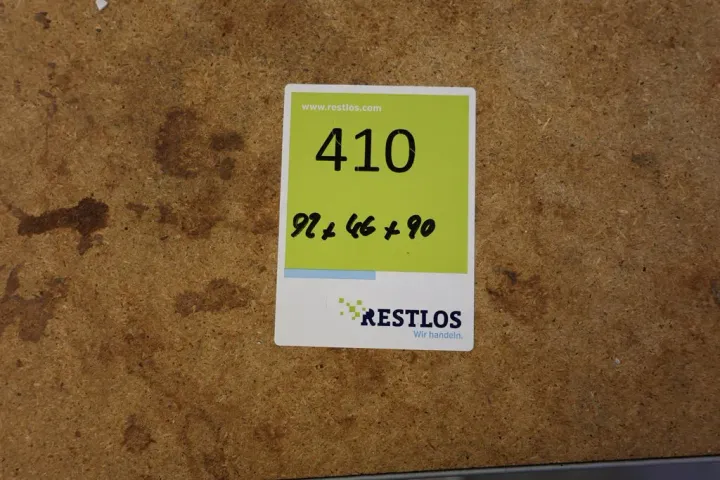 www.restlos.com
410
92 x 46 x 90
RESTLOS
Wir handeln.